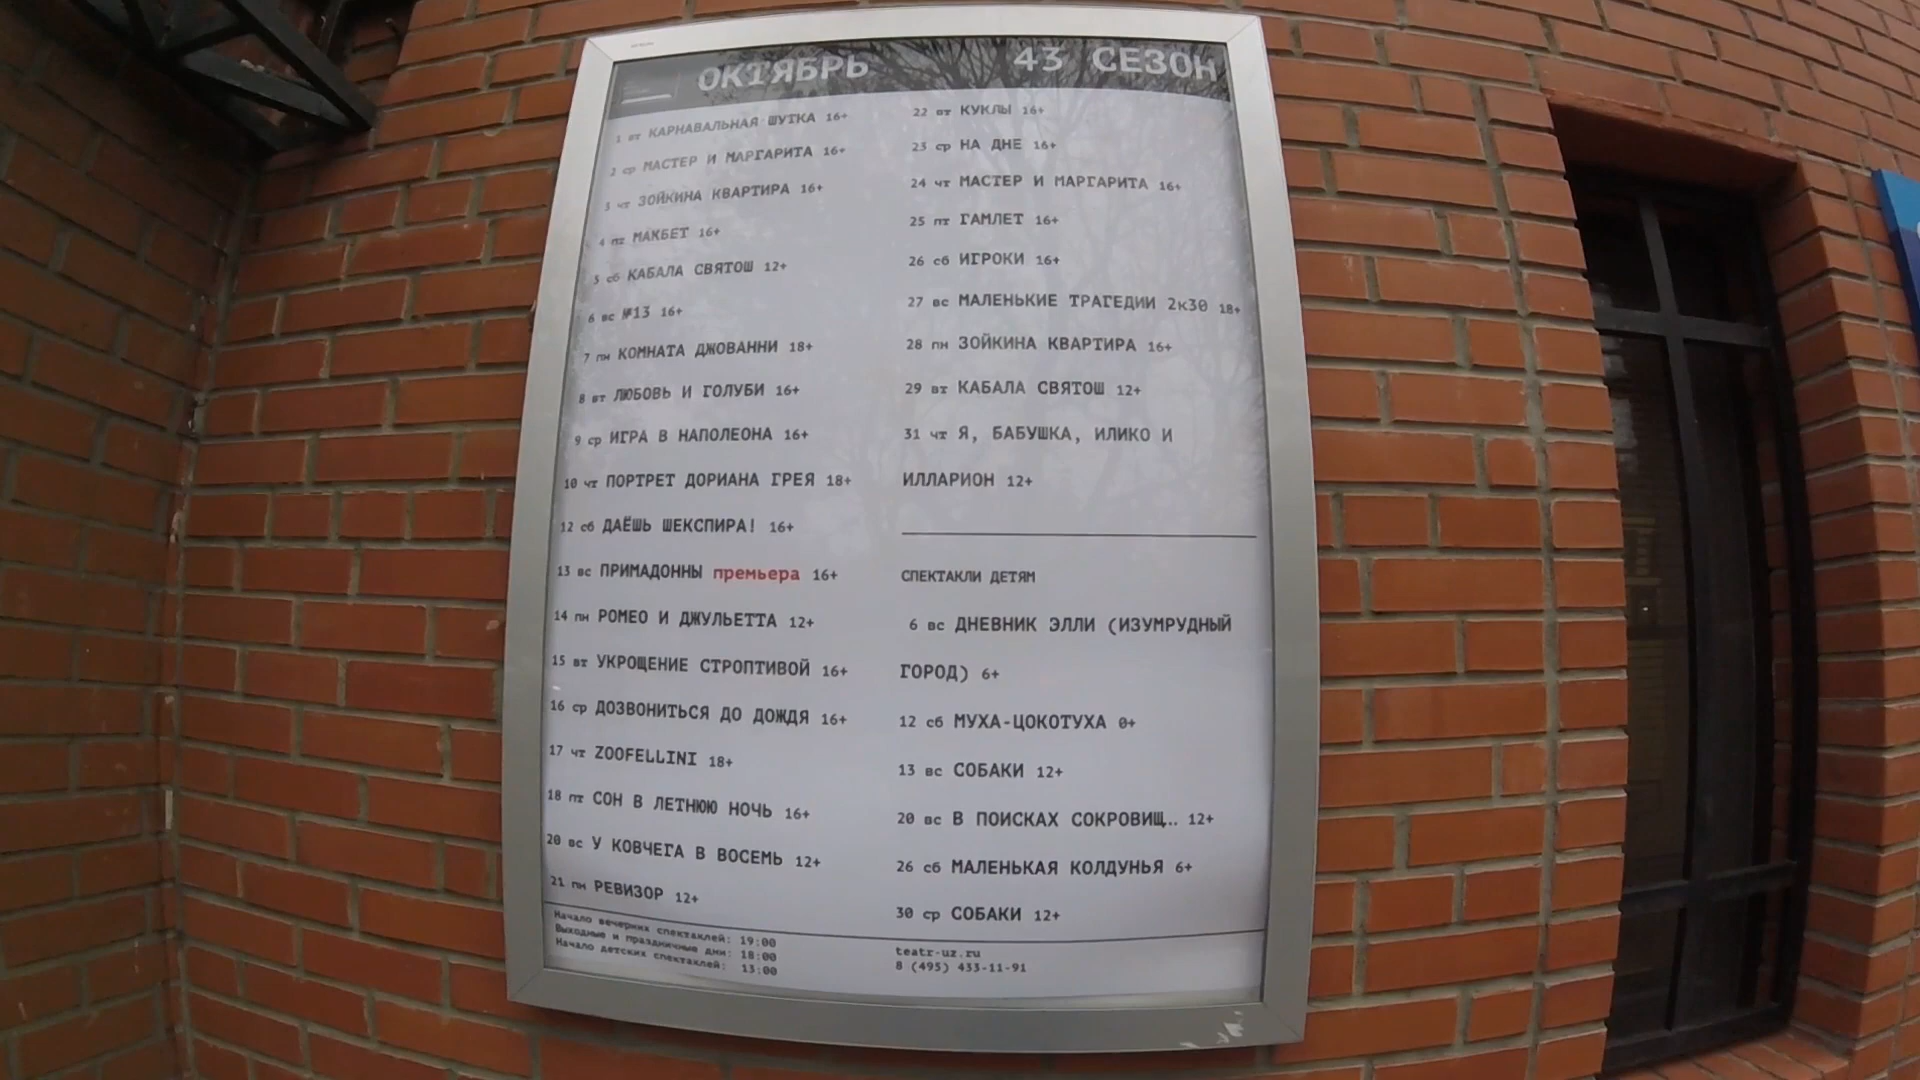 ОКТЯБРЬ
43 СЕЗОН
1 вт КАРНАВАЛЬНАЯ ШУТКА 16+
2 ср МАСТЕР И МАРГАРИТА 16+
3 чт ЗОЙКИНА КВАРТИРА 16+
4 пт МАКБЕТ 16+
5 сб КАБАЛА СВЯТОШ 12+
6 вс №13 16+
7 пн КОМНАТА ДЖОВАННИ 18+
8 вт ЛЮБОВЬ И ГОЛУБИ 16+
9 ср ИГРА В НАПОЛЕОНА 16+
10 чт ПОРТРЕТ ДОРИАНА ГРЕЯ 18+
12 сб ДАЁШЬ ШЕКСПИРА! 16+
13 вс ПРИМАДОННЫ премьера 16+
14 пн РОМЕО И ДЖУЛЬЕТТА 12+
15 вт УКРОЩЕНИЕ СТРОПТИВОЙ 16+
16 ср ДОЗВОНИТЬСЯ ДО ДОЖДЯ 16+
17 чт ZOOFELLINI 18+
18 пт СОН В ЛЕТНЮЮ НОЧЬ 16+
20 вс У КОВЧЕГА В ВОСЕМЬ 12+
21 пн РЕВИЗОР 12+
22 вт КУКЛЫ 16+
23 ср НА ДНЕ 16+
24 чт МАСТЕР И МАРГАРИТА 16+
25 пт ГАМЛЕТ 16+
26 сб ИГРОКИ 16+
27 вс МАЛЕНЬКИЕ ТРАГЕДИИ 2к30 18+
28 пн ЗОЙКИНА КВАРТИРА 16+
29 вт КАБАЛА СВЯТОШ 12+
31 чт Я, БАБУШКА, ИЛИКО И
ИЛЛАРИОН 12+
СПЕКТАКЛИ ДЕТЯМ
6 вс ДНЕВНИК ЭЛЛИ (ИЗУМРУДНЫЙ
ГОРОД) 6+
12 сб МУХА-ЦОКОТУХА 0+
13 вс СОБАКИ 12+
20 вс В ПОИСКАХ СОКРОВИЩ… 12+
26 сб МАЛЕНЬКАЯ КОЛДУНЬЯ 6+
30 ср СОБАКИ 12+
Начало вечерних спектаклей: 19:00
Выходные и праздничные дни: 18:00
Начало детских спектаклей: 13:00
teatr-uz.ru
8 (495) 433-11-91